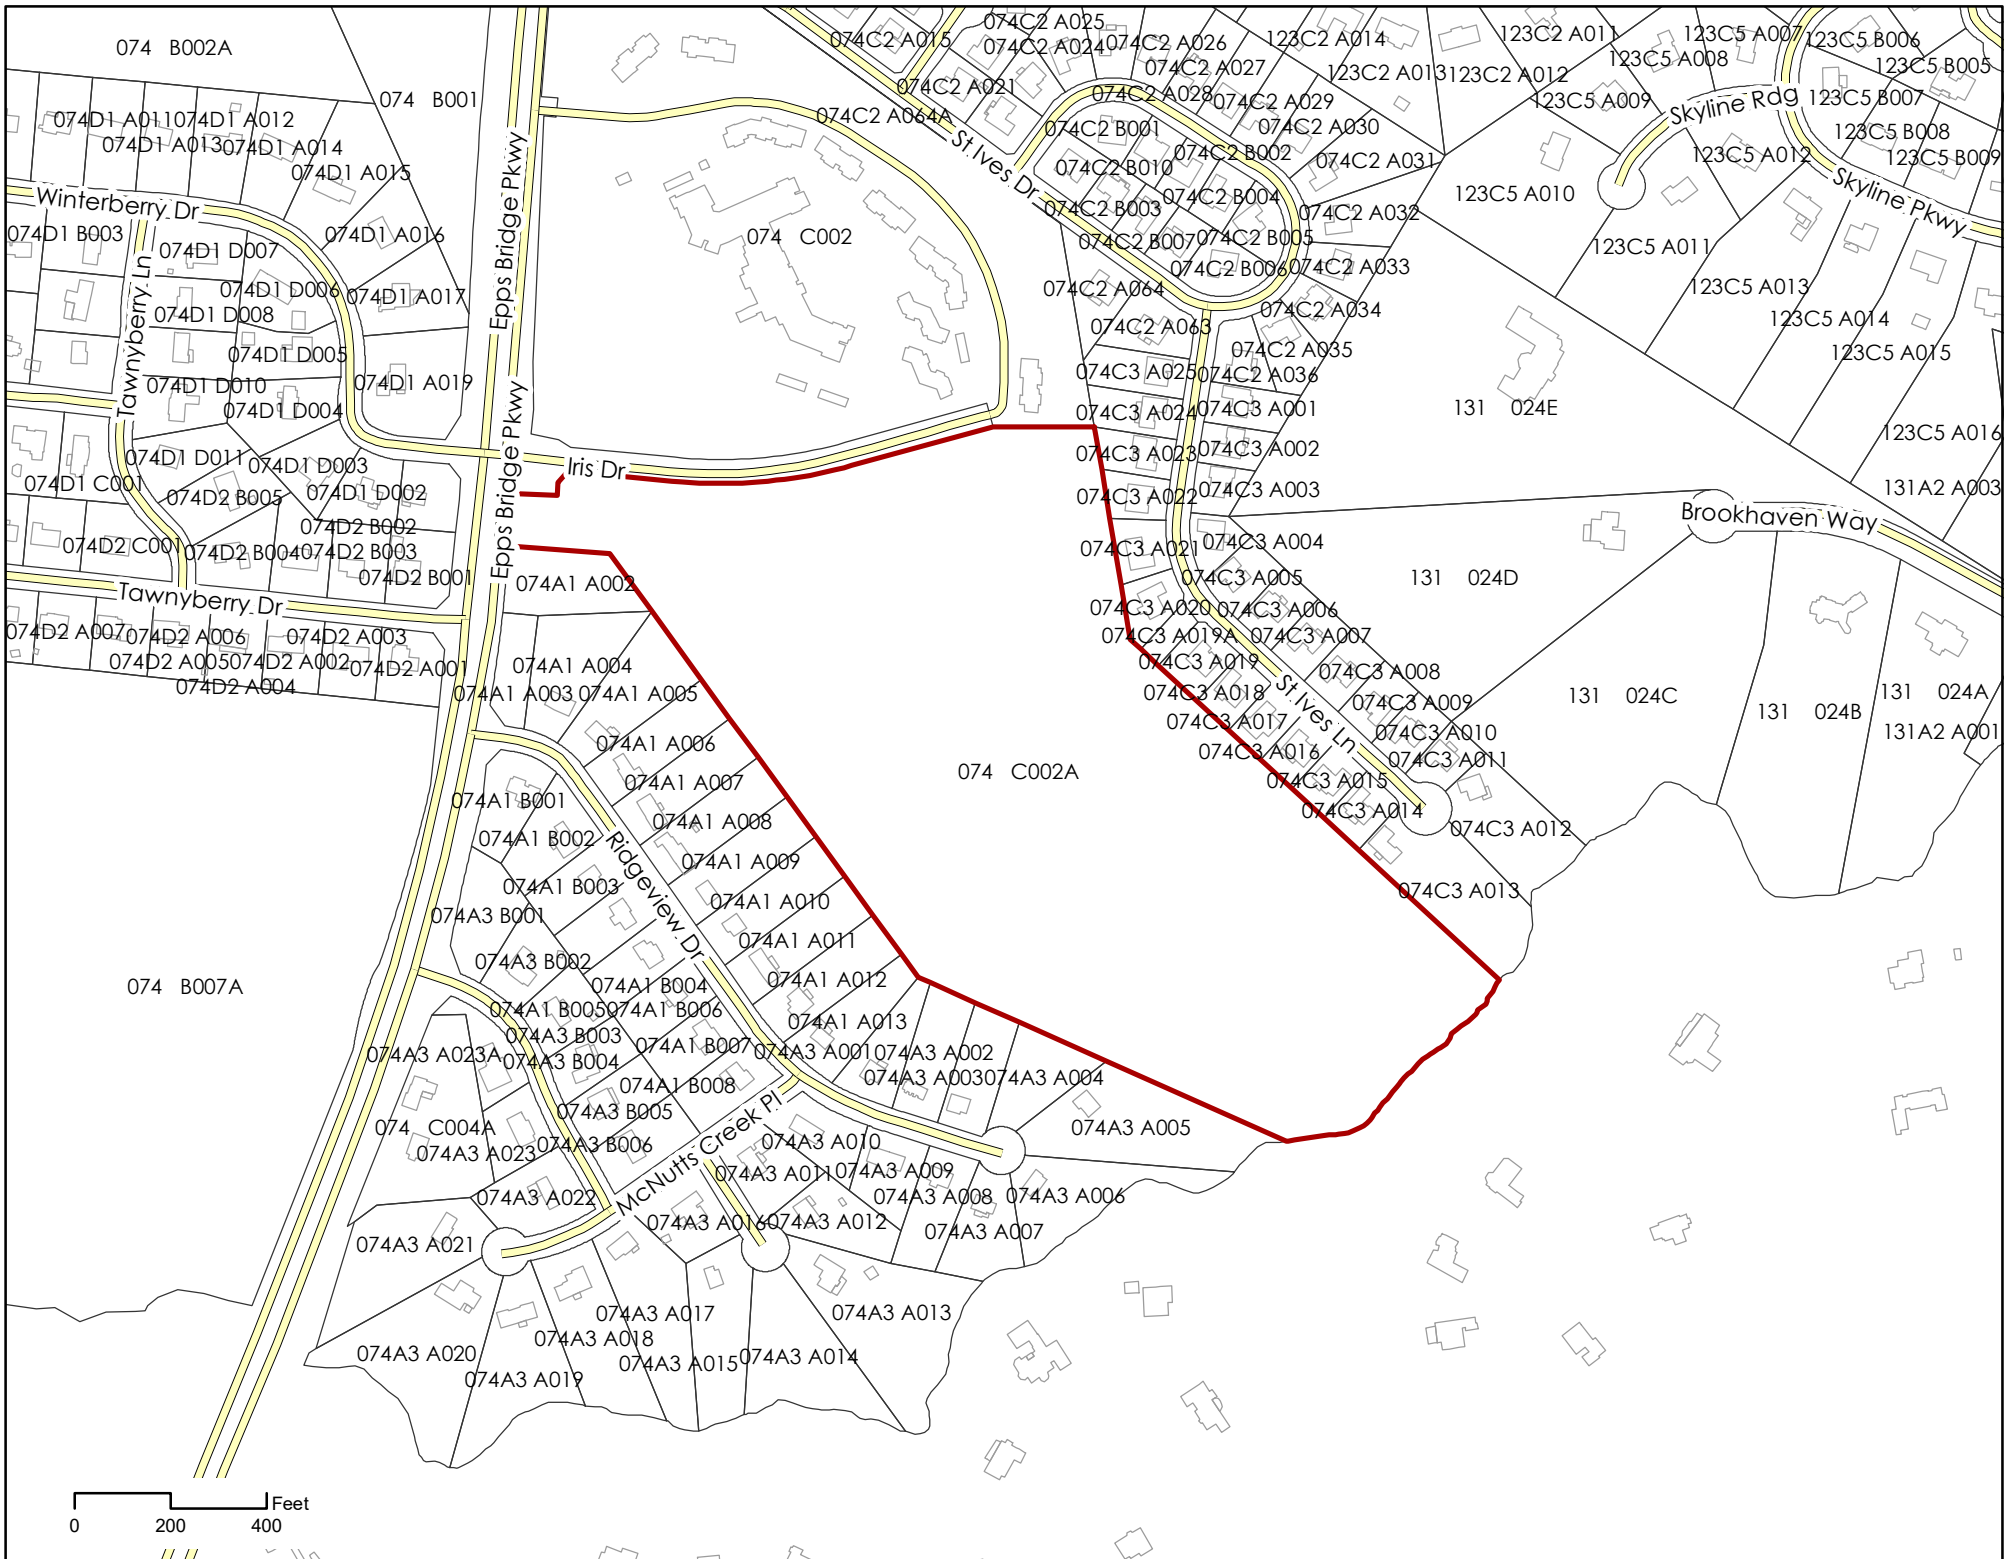 074 B002A
074C2 A015
074C2 A025
074C2 A024
074C2 A026
123C2 A014
123C2 A011
123C5 A007
123C5 B006
074C2 A027
123C2 A013
123C2 A012
123C5 A008
123C5 B005
074 B001
074C2 A021
074C2 A028
074C2 A029
123C5 A009
Skyline Rdg
123C5 B007
074D1 A011
074D1 A012
074C2 A064A
074C2 B001
074C2 A030
123C5 B008
074D1 A013
074D1 A014
St Ives Dr
074C2 B002
074C2 A031
123C5 A012
123C5 B009
074D1 A015
074C2 B010
074C2 B004
123C5 A010
Skyline Pkwy
Winterberry Dr
074C2 B003
074C2 A032
074D1 B003
074D1 A016
Epps Bridge Pkwy
074 C002
074C2 B007
074C2 B005
123C5 A011
074D1 D007
074C2 B006
074C2 A033
Tawnyberry Ln
074D1 D006
074D1 A017
074C2 A064
074C2 A034
123C5 A013
074D1 D008
074C2 A063
123C5 A014
074D1 D005
074C2 A035
123C5 A015
074D1 D010
074D1 A019
074C3 A025
074C2 A036
074D1 D004
074C3 A024
074C3 A001
131 024E
123C5 A016
074D1 D011
074D1 D003
Epps Bridge Pkwy
Iris Dr
074C3 A023
074C3 A002
074D1 C001
074D2 B005
074D1 D002
074C3 A022
074C3 A003
131A2 A003
074D2 B002
Brookhaven Way
074D2 C001
074D2 B004
074D2 B003
074C3 A021
074C3 A004
074D2 B001
074A1 A002
074C3 A005
131 024D
Tawnyberry Dr
074C3 A020
074C3 A006
074D2 A007
074D2 A006
074D2 A003
074C3 A019A
074C3 A007
074D2 A005
074D2 A002
074D2 A001
074A1 A004
074C3 A019
074C3 A008
074D2 A004
074A1 A003
074A1 A005
074C3 A018
St Ives Ln
074C3 A009
131 024C
131 024B
131 024A
074C3 A017
074C3 A010
131A2 A001
074A1 A006
074C3 A016
074C3 A011
074 C002A
074A1 A007
074C3 A015
074A1 B001
074A1 A008
074C3 A014
074C3 A012
074A1 B002
Ridgeview Dr
074A1 A009
074A1 B003
074A1 A010
074C3 A013
074A3 B001
074A1 A011
074A3 B002
074A1 A012
074 B007A
074A1 B004
074A1 B005
074A1 B006
074A1 A013
074A3 B003
074A1 B007
074A3 A001
074A3 A002
074A3 A023A
074A3 B004
074A3 A003
074A3 A004
074A1 B008
074A3 B005
McNutts Creek Pl
074 C004A
074A3 A005
074A3 A023
074A3 B006
074A3 A010
074A3 A011
074A3 A009
074A3 A022
074A3 A008
074A3 A006
074A3 A016
074A3 A012
074A3 A007
074A3 A021
074A3 A017
074A3 A013
074A3 A018
074A3 A020
074A3 A015
074A3 A014
074A3 A019
Feet
0 200 400